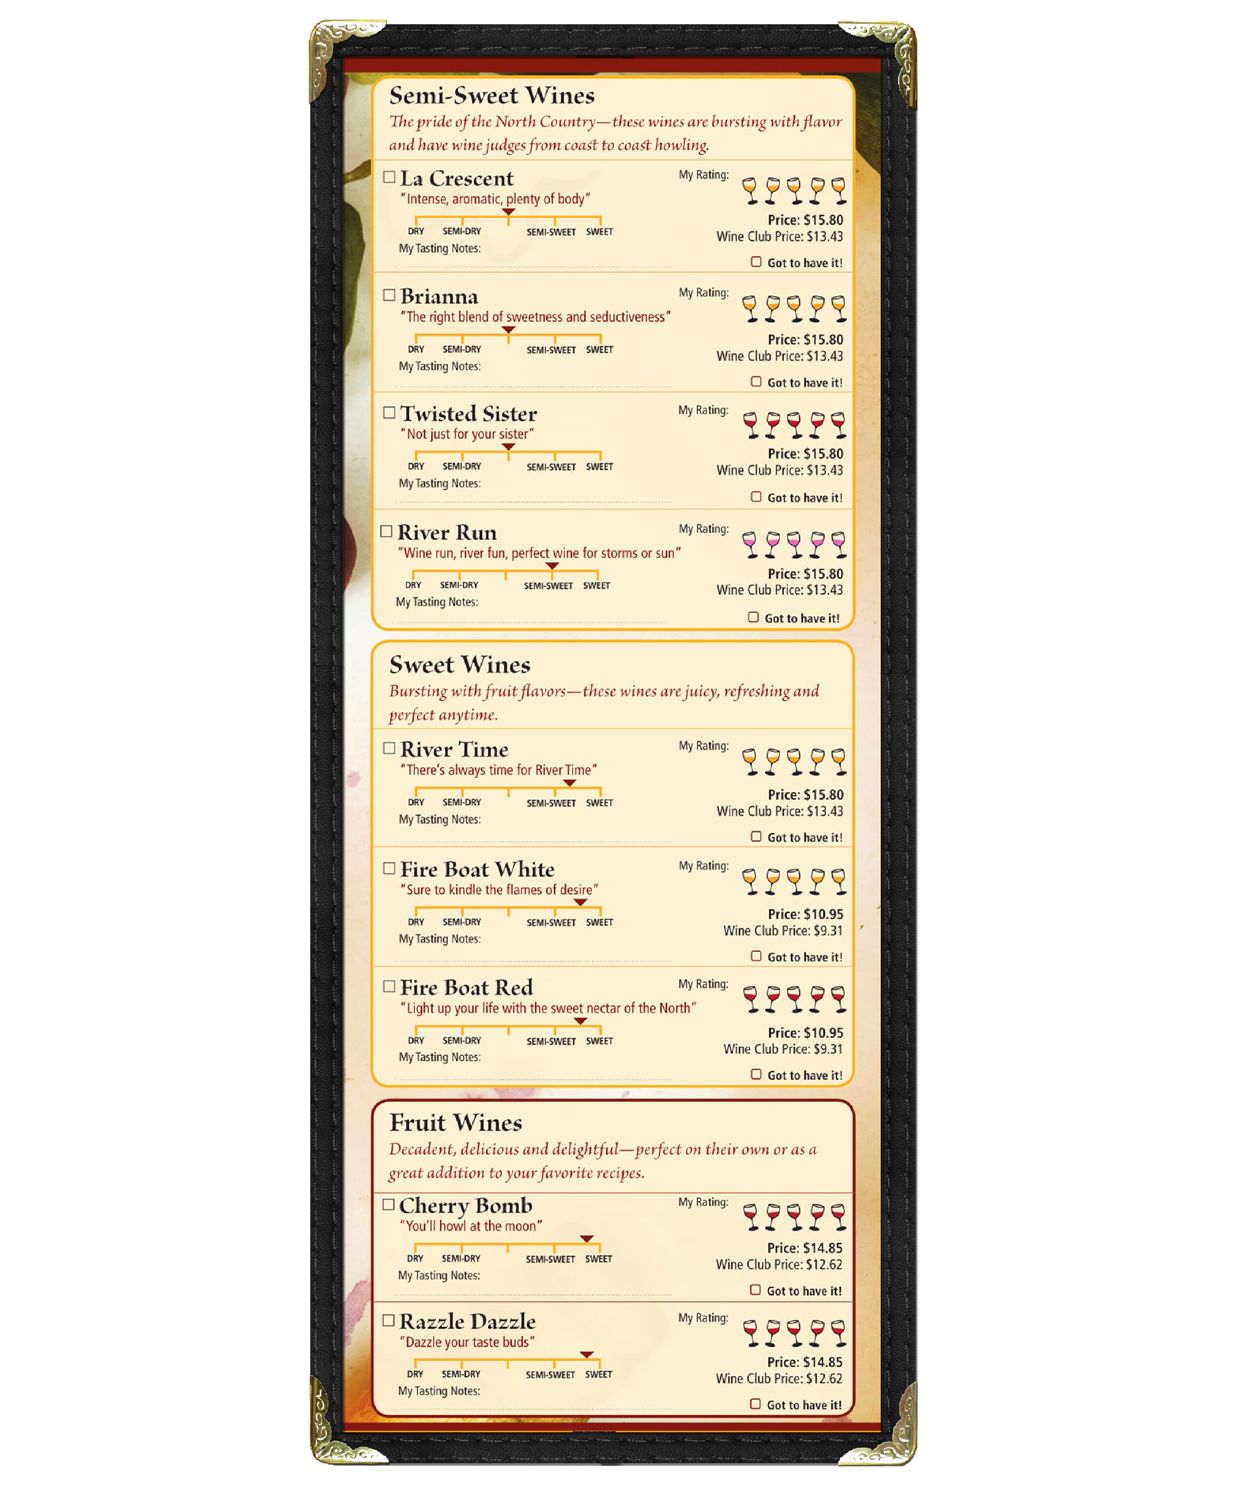 Semi-Sweet Wines
The pride of the North Country—these wines are bursting with flavor
and have wine judges from coast to coast howling.
La Crescent
My Rating:
"Intense, aromatic, plenty of body"
Price: $15.80
DRY SEMI-DRY SEMI-SWEET SWEET
Wine Club Price: $13.43
My Tasting Notes:
Got to have it!
Brianna
My Rating:
"The right blend of sweetness and seductiveness"
Price: $15.80
DRY SEMI-DRY SEMI-SWEET SWEET
Wine Club Price: $13.43
My Tasting Notes:
Got to have it!
Twisted Sister
My Rating:
"Not just for your sister"
Price: $15.80
DRY SEMI-DRY SEMI-SWEET SWEET
Wine Club Price: $13.43
My Tasting Notes:
Got to have it!
River Run
My Rating:
"Wine run, river fun, perfect wine for storms or sun"
Price: $15.80
DRY SEMI-DRY SEMI-SWEET SWEET
Wine Club Price: $13.43
My Tasting Notes:
Got to have it!
Sweet Wines
Bursting with fruit flavors—these wines are juicy, refreshing and
perfect anytime.
River Time
My Rating:
"There's always time for River Time"
Price: $15.80
DRY SEMI-DRY SEMI-SWEET SWEET
Wine Club Price: $13.43
My Tasting Notes:
Got to have it!
Fire Boat White
My Rating:
"Sure to kindle the flames of desire"
Price: $10.95
DRY SEMI-DRY SEMI-SWEET SWEET
Wine Club Price: $9.31
My Tasting Notes:
Got to have it!
Fire Boat Red
My Rating:
"Light up your life with the sweet nectar of the North"
Price: $10.95
DRY SEMI-DRY SEMI-SWEET SWEET
Wine Club Price: $9.31
My Tasting Notes:
Got to have it!
Fruit Wines
Decadent, delicious and delightful—perfect on their own or as a
great addition to your favorite recipes.
Cherry Bomb
My Rating:
"You'll howl at the moon"
Price: $14.85
DRY SEMI-DRY SEMI-SWEET SWEET
Wine Club Price: $12.62
My Tasting Notes:
Got to have it!
Razzle Dazzle
My Rating:
"Dazzle your taste buds"
Price: $14.85
DRY SEMI-DRY SEMI-SWEET SWEET
Wine Club Price: $12.62
My Tasting Notes:
Got to have it!